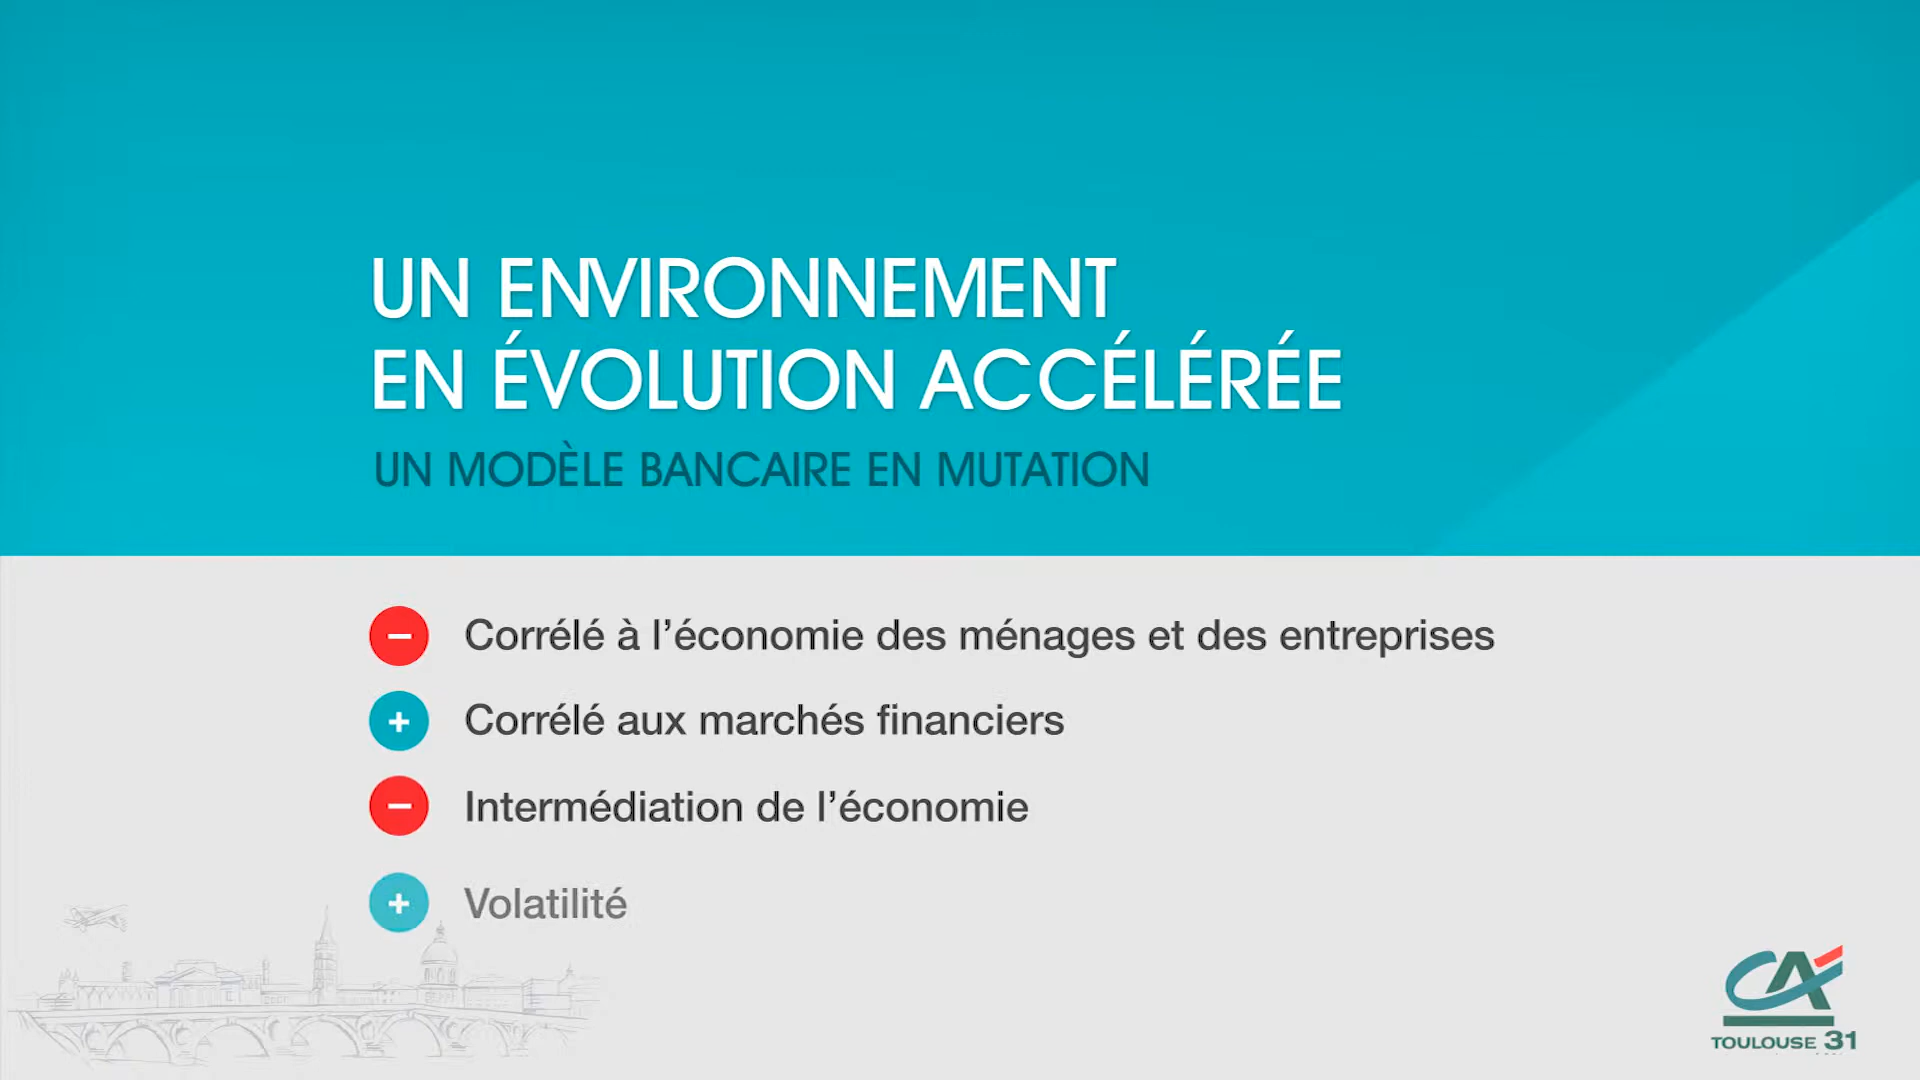 UN ENVIRONNEMENT
EN ÉVOLUTION ACCÉLÉRÉE
UN MODÈLE BANCAIRE EN MUTATION
− Corrélé à l’économie des ménages et des entreprises
+ Corrélé aux marchés financiers
− Intermédiation de l’économie
+ Volatilité
CA
TOULOUSE 31